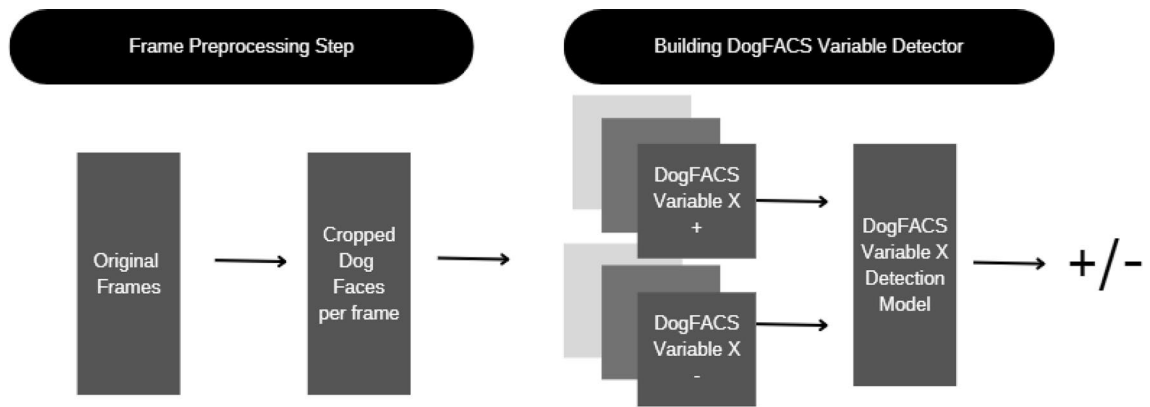 Frame Preprocessing Step
Building DogFACS Variable Detector
Original
Frames
Cropped
Dog
Faces
per frame
DogFACS
Variable X
+
DogFACS
Variable X
-
DogFACS
Variable X
Detection
Model
+/-